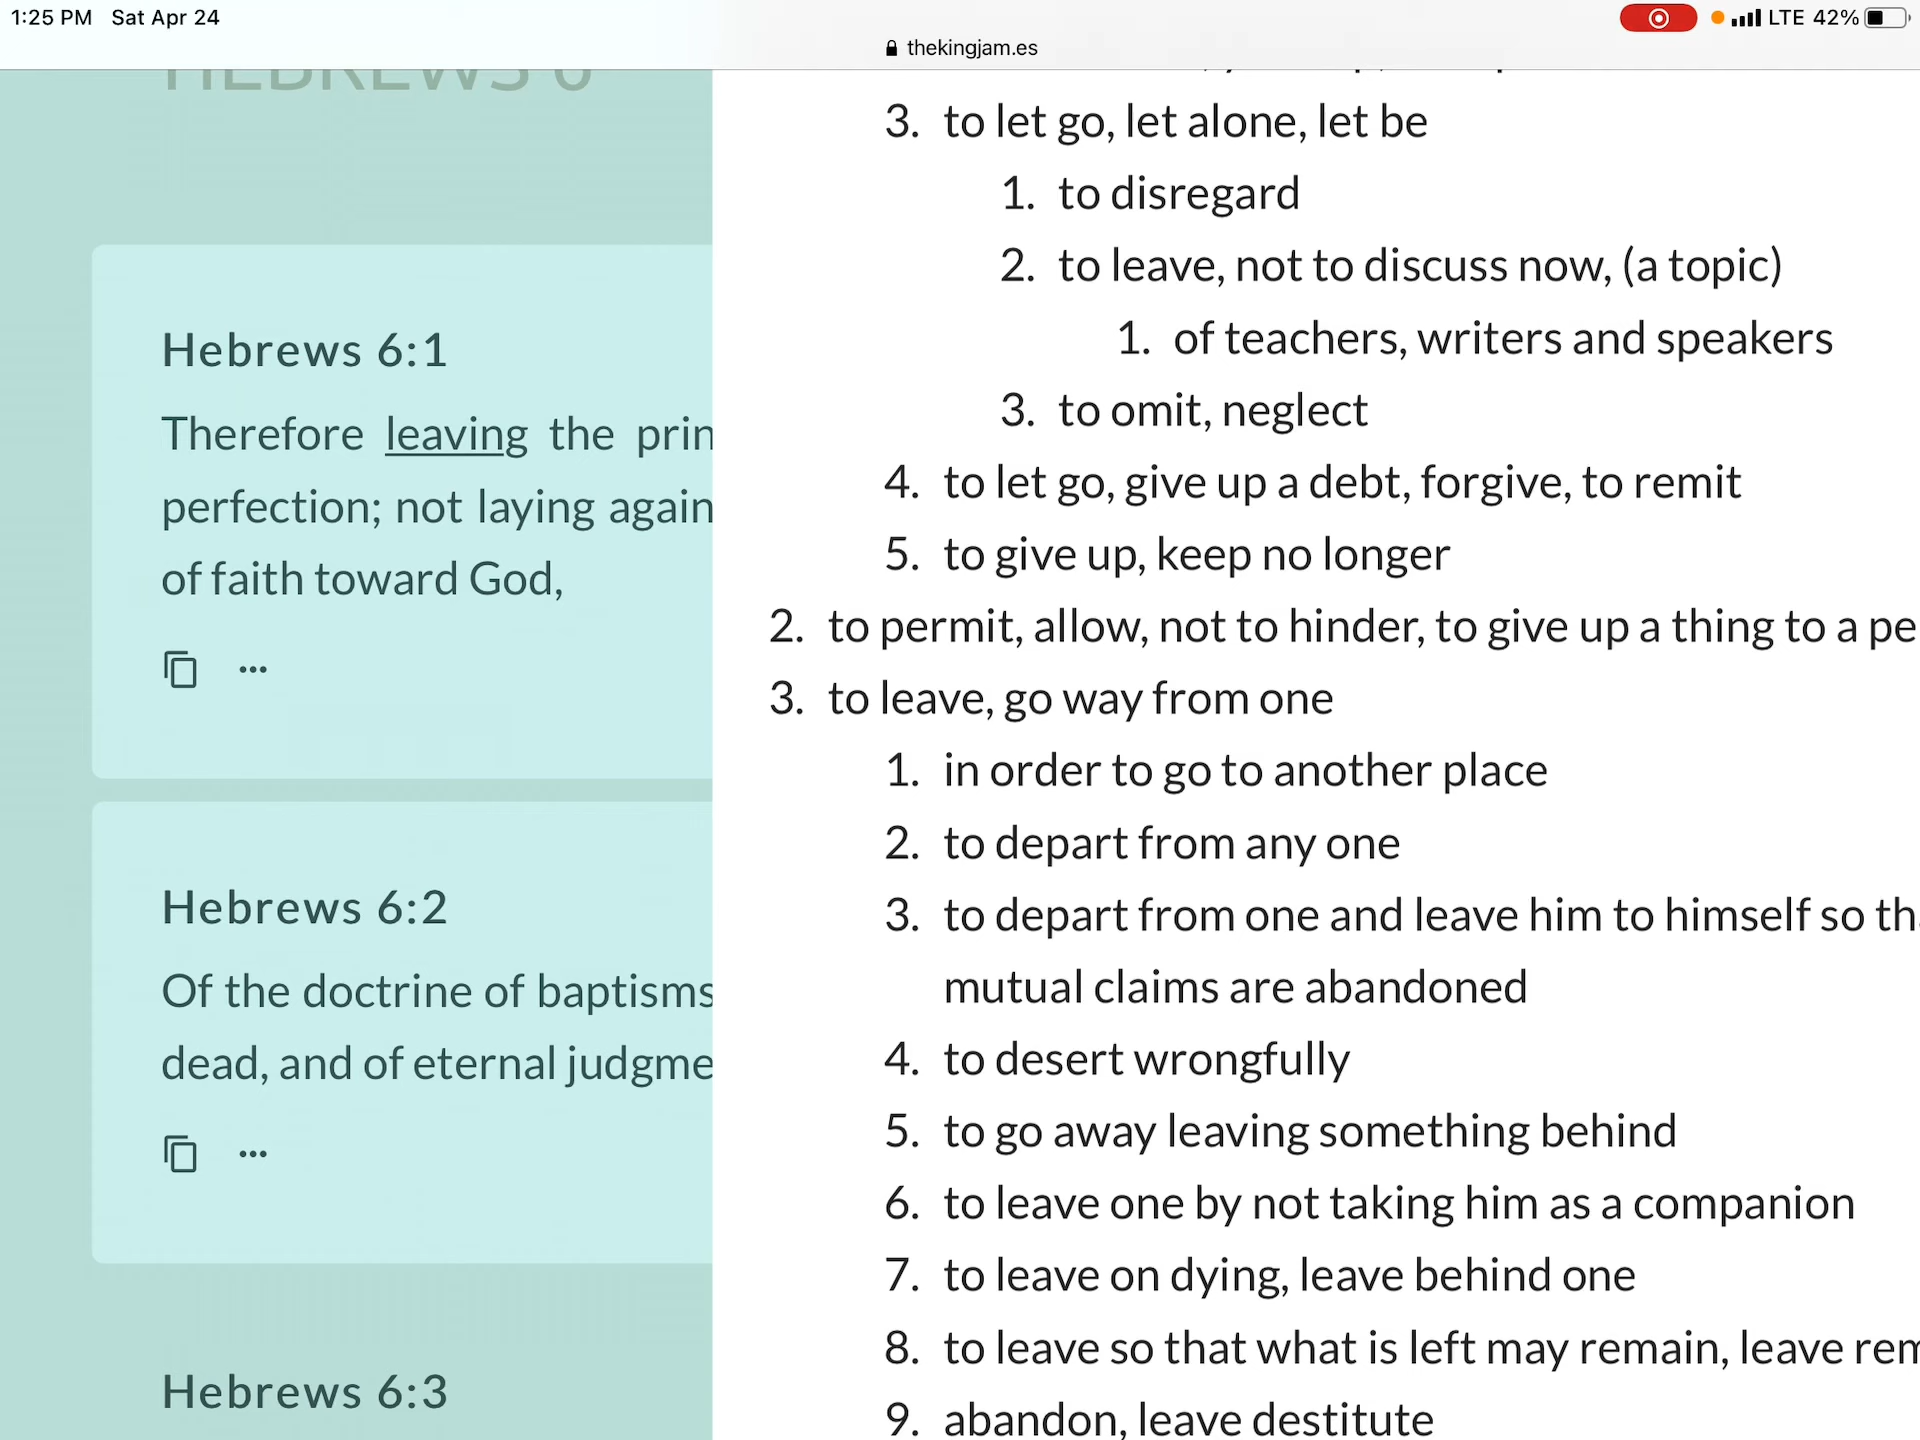 1:25 PM Sat Apr 24
LTE 42%
thekingjam.es
HEBREWS 6
Hebrews 6:1
Therefore leaving the prin
perfection; not laying again
of faith toward God,
Hebrews 6:2
Of the doctrine of baptisms
dead, and of eternal judgme
Hebrews 6:3
3. to let go, let alone, let be
1. to disregard
2. to leave, not to discuss now, (a topic)
1. of teachers, writers and speakers
3. to omit, neglect
4. to let go, give up a debt, forgive, to remit
5. to give up, keep no longer
2. to permit, allow, not to hinder, to give up a thing to a pe
3. to leave, go way from one
1. in order to go to another place
2. to depart from any one
3. to depart from one and leave him to himself so tha
mutual claims are abandoned
4. to desert wrongfully
5. to go away leaving something behind
6. to leave one by not taking him as a companion
7. to leave on dying, leave behind one
8. to leave so that what is left may remain, leave rem
9. abandon, leave destitute